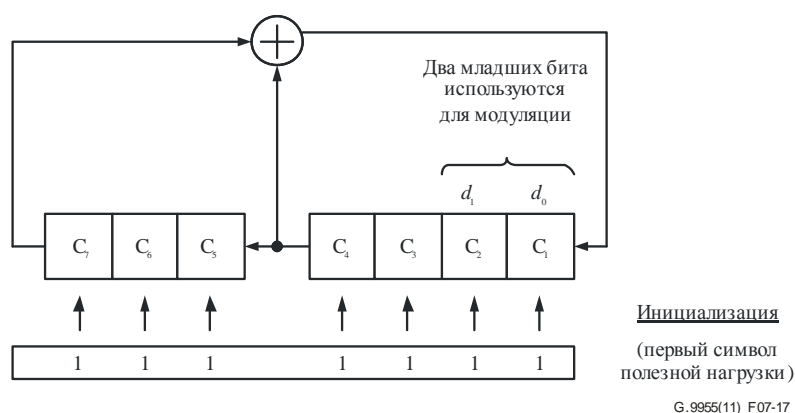 Два младших бита
используются
для модуляции
d₁ d₀
C₇ C₆ C₅ C₄ C₃ C₂ C₁
Инициализация
1 1 1 1 1 1 1
(первый символ
полезной нагрузки)
G.9955(11)_F07-17